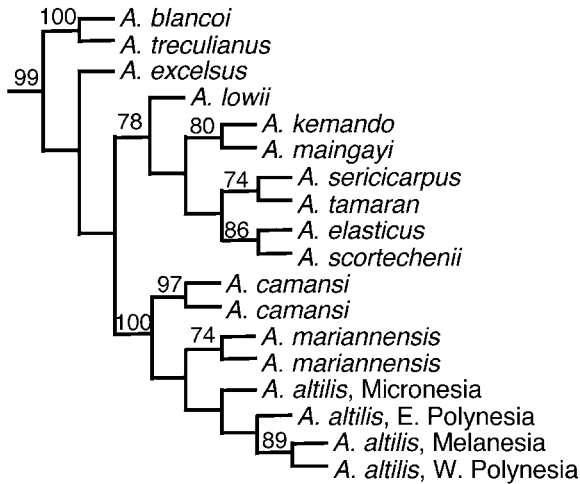 100 A. blancoi
A. treculianus
99 A. excelsus
A. lowii
78 80 A. kemando
A. maingayi
74 A. sericicarpus
A. tamaran
86 A. elasticus
A. scortechenii
97 A. camansi
A. camansi
100 74 A. mariannensis
A. mariannensis
A. altilis, Micronesia
A. altilis, E. Polynesia
89 A. altilis, Melanesia
A. altilis, W. Polynesia